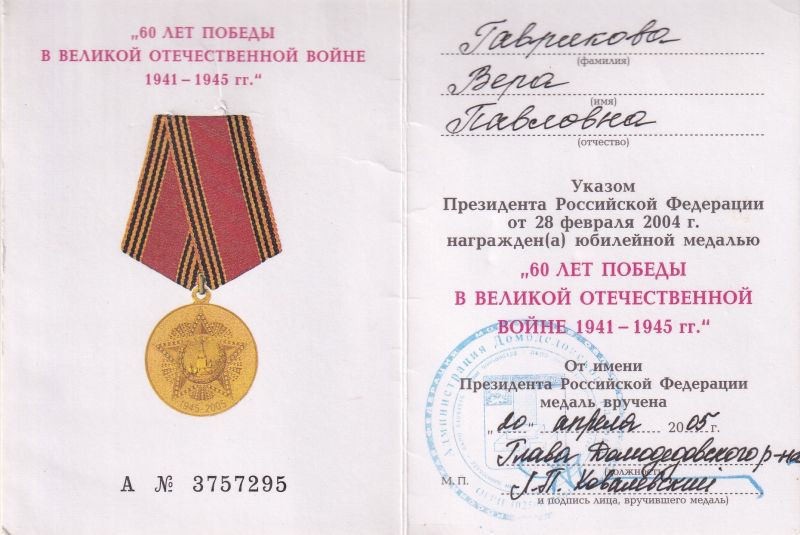 „60 ЛЕТ ПОБЕДЫ
В ВЕЛИКОЙ ОТЕЧЕСТВЕННОЙ ВОЙНЕ
1941 – 1945 гг.“
1945-2005
А № 3757295
Гаврикова
(фамилия)
Вера
(имя)
Павловна
(отчество)
Указом
Президента Российской Федерации
от 28 февраля 2004 г.
награжден(а) юбилейной медалью
„60 ЛЕТ ПОБЕДЫ
В ВЕЛИКОЙ ОТЕЧЕСТВЕННОЙ
ВОЙНЕ 1941 – 1945 гг.“
От имени
Президента Российской Федерации
медаль вручена
„20“ апреля 2005 г.
Глава Домодедовского р-на
(должность
М. П.
Ковалевский
и подпись лица, вручившего медаль)
Администрация